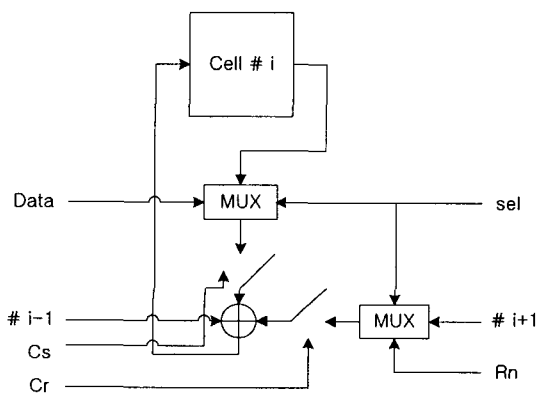 Cell # i
Data
MUX
sel
# i-1
MUX
# i+1
Cs
Rn
Cr